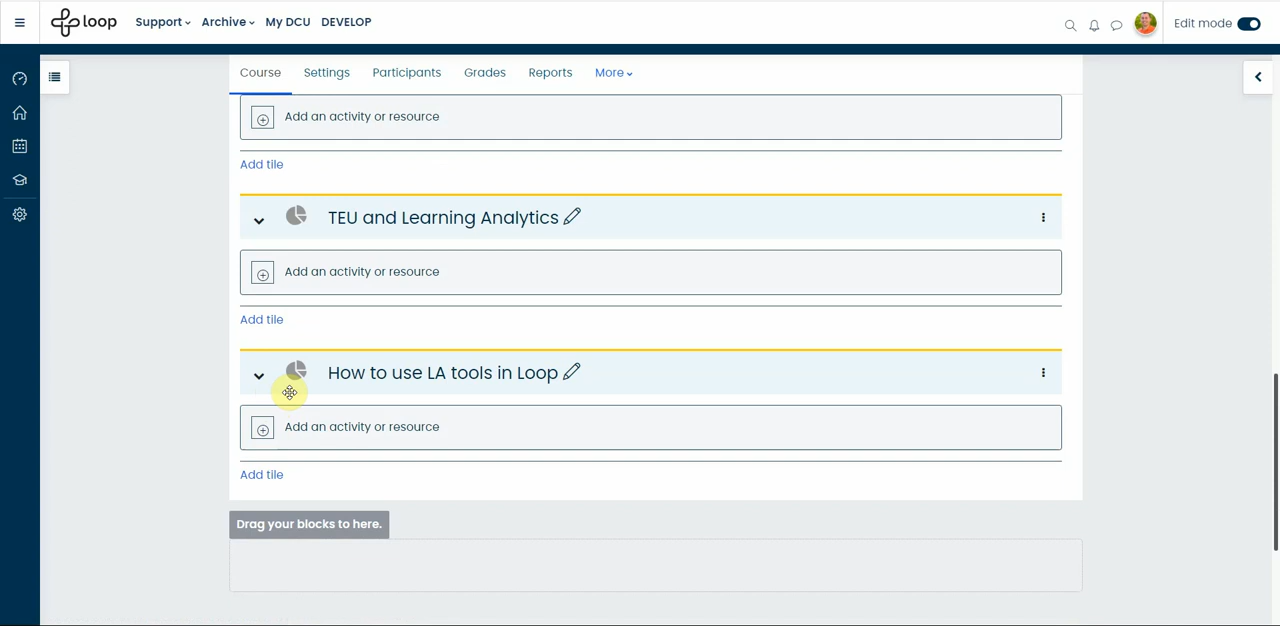 loop Support Archive My DCU DEVELOP Edit mode
Course Settings Participants Grades Reports More
Add an activity or resource
Add tile
TEU and Learning Analytics
Add an activity or resource
Add tile
How to use LA tools in Loop
Add an activity or resource
Add tile
Drag your blocks to here.